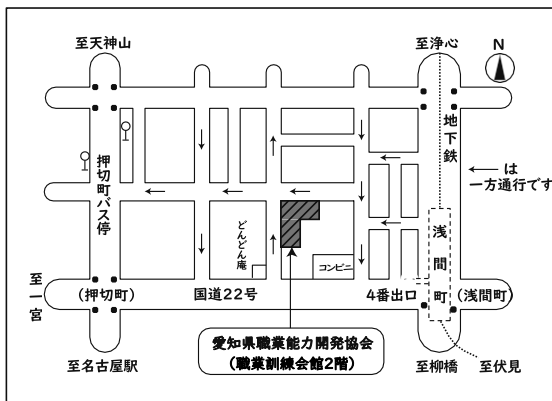 至天神山
至浄心
N
地下鉄
押切町バス停
は
一方通行です
どんどん庵
浅間町
コンビニ
至一宮
(押切町)
国道22号
4番出口
(浅間町)
愛知県職業能力開発協会
(職業訓練会館2階)
至名古屋駅
至柳橋
至伏見